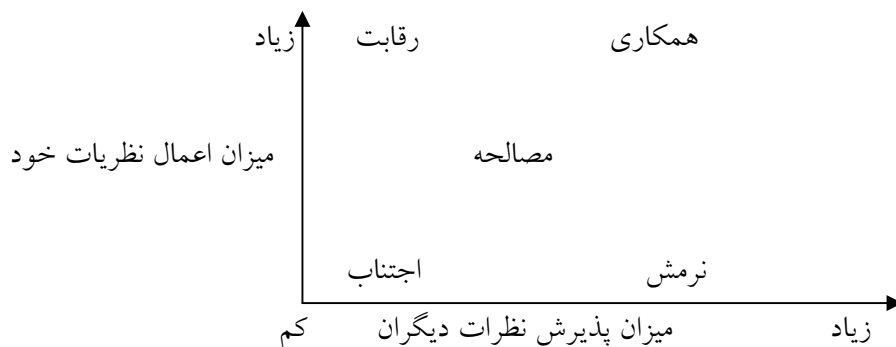 زیاد رقابت همکاری
میزان اعمال نظریات خود مصالحه
اجتناب نرمش
کم میزان پذیرش نظرات دیگران زیاد